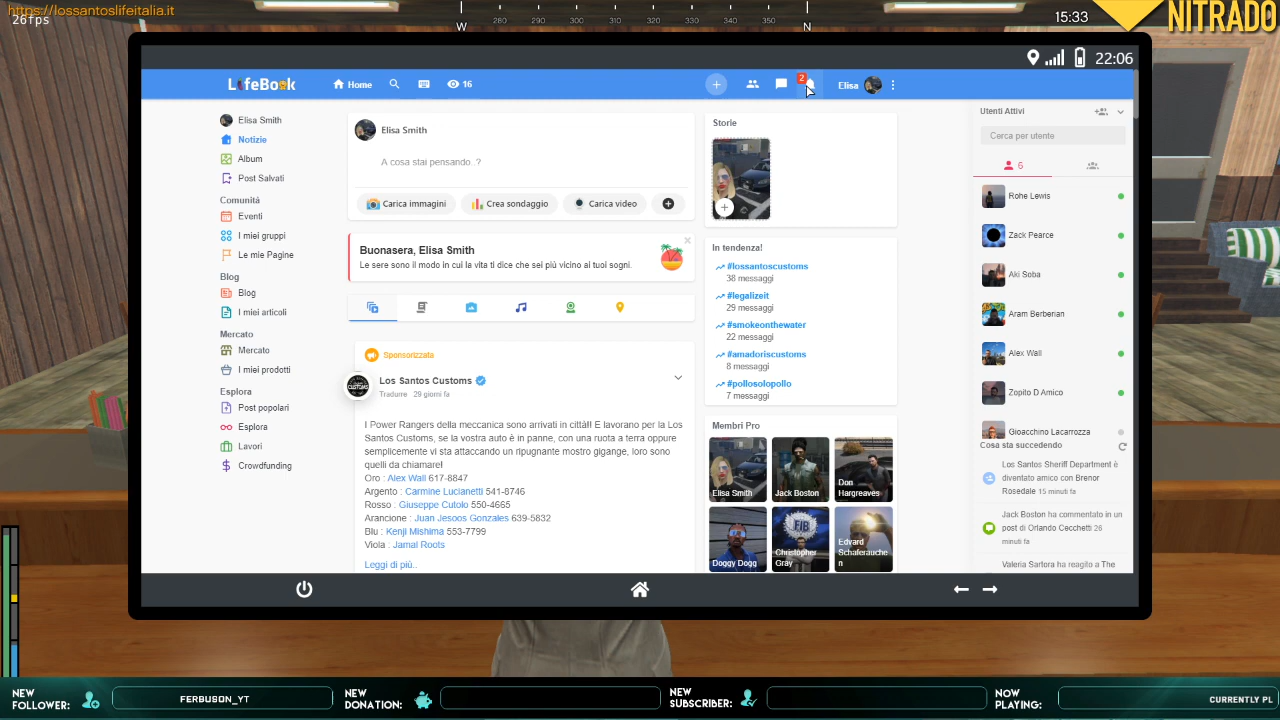 https://lossantoslifeitalia.it
26fps
W 280 290 300 310 320 330 340 350 N
15:33
NITRADO
22:06
LifeBook
Home
16
2
Elisa
Elisa Smith
Notizie
Album
Post Salvati
Comunità
Eventi
I miei gruppi
Le mie Pagine
Blog
Blog
I miei articoli
Mercato
Mercato
I miei prodotti
Esplora
Post popolari
Esplora
Lavori
Crowdfunding
Elisa Smith
A cosa stai pensando..?
Carica immagini
Crea sondaggio
Carica video
Buonasera, Elisa Smith
Le sere sono il modo in cui la vita ti dice che sei più vicino ai tuoi sogni.
Sponsorizzata
Los Santos Customs
Tradurre 29 giorni fa
I Power Rangers della meccanica sono arrivati in città!! E lavorano per la Los
Santos Customs, se la vostra auto è in panne, con una ruota a terra oppure
semplicemente vi sta attaccando un ripugnante mostro gigange, loro sono
quelli da chiamare!
Oro : Alex Wall 617-8847
Argento : Carmine Lucianetti 541-8746
Rosso : Giuseppe Cutolo 550-4665
Arancione : Juan Jesoos Gonzales 639-5832
Blu : Kenji Mishima 553-7799
Viola : Jamal Roots
Leggi di più..
Storie
In tendenza!
#lossantoscustoms
38 messaggi
#legalizeit
29 messaggi
#smokeonthewater
22 messaggi
#amadoriscustoms
8 messaggi
#pollosolopollo
7 messaggi
Membri Pro
Elisa Smith
Jack Boston
Don
Hargreaves
Doggy Dogg
FIB
Christopher
Gray
Edvard
Schaferauche
n
Utenti Attivi
Cerca per utente
6
Rohe Lewis
Zack Pearce
Aki Soba
Aram Berberian
Alex Wall
Zopito D Amico
Gioacchino Lacarrozza
Cosa sta succedendo
Los Santos Sheriff Department è
diventato amico con Brenor
Rosedale 15 minuti fa
Jack Boston ha commentato in un
post di Orlando Cecchetti 26
minuti fa
Valeria Sartora ha reagito a The
NEW
FOLLOWER:
FERBUSON_YT
NEW
DONATION:
NEW
SUBSCRIBER:
NOW
PLAYING:
CURRENTLY PL